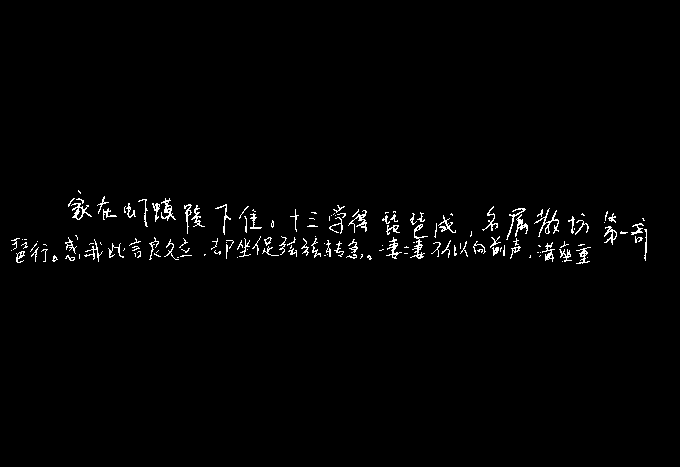 家在虾蟆陵下住。十三学得琵琶成,名属教坊第一部
琶行。感我此言良久立,却坐促弦弦转急。凄凄不似向前声,满座重